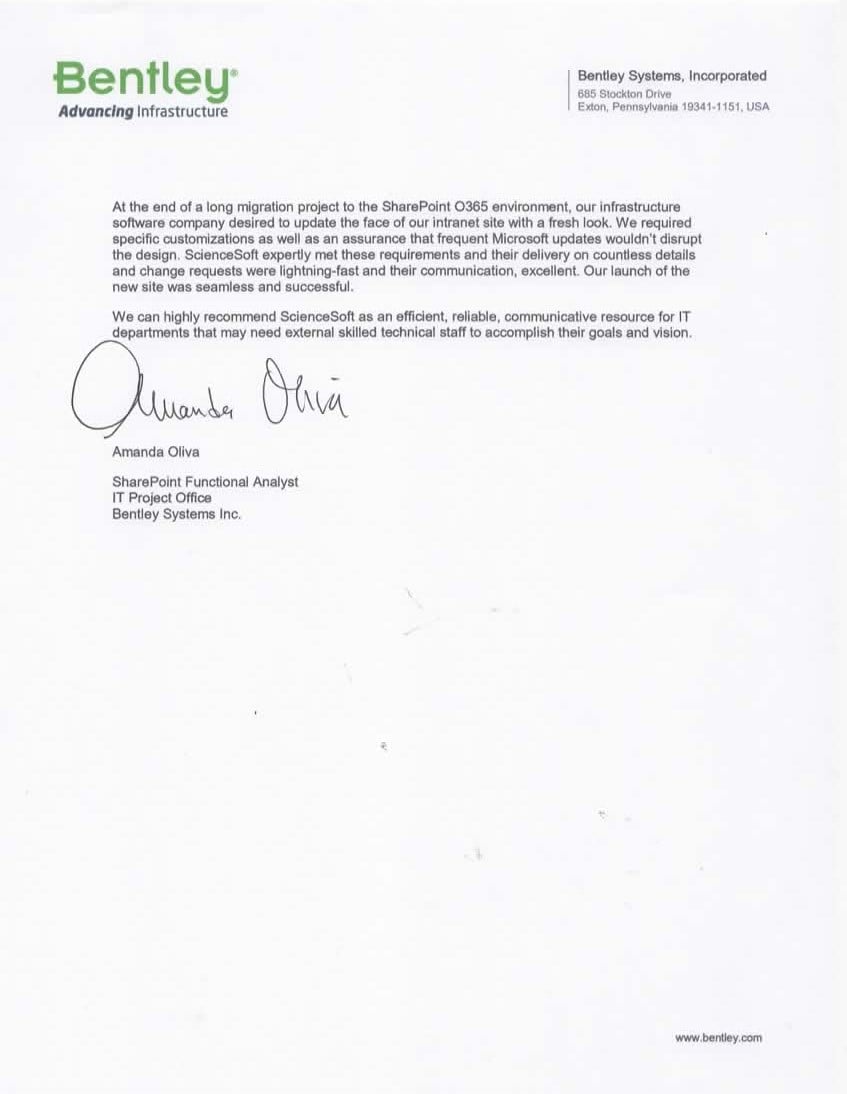 Bentley®
Advancing Infrastructure
Bentley Systems, Incorporated
685 Stockton Drive
Exton, Pennsylvania 19341-1151, USA
At the end of a long migration project to the SharePoint O365 environment, our infrastructure
software company desired to update the face of our intranet site with a fresh look. We required
specific customizations as well as an assurance that frequent Microsoft updates wouldn't disrupt
the design. ScienceSoft expertly met these requirements and their delivery on countless details
and change requests were lightning-fast and their communication, excellent. Our launch of the
new site was seamless and successful.
We can highly recommend ScienceSoft as an efficient, reliable, communicative resource for IT
departments that may need external skilled technical staff to accomplish their goals and vision.
Amanda Oliva
Amanda Oliva
SharePoint Functional Analyst
IT Project Office
Bentley Systems Inc.
www.bentley.com